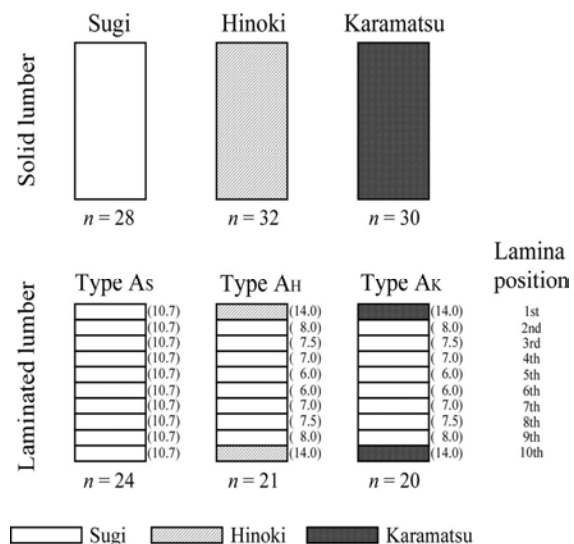 Sugi Hinoki Karamatsu
Solid lumber
n = 28 n = 32 n = 30
Lamina position
Type AS Type AH Type AK
Laminated lumber
(10.7) (14.0) (14.0) 1st
(10.7) ( 8.0) ( 8.0) 2nd
(10.7) ( 7.5) ( 7.5) 3rd
(10.7) ( 7.0) ( 7.0) 4th
(10.7) ( 6.0) ( 6.0) 5th
(10.7) ( 6.0) ( 6.0) 6th
(10.7) ( 7.0) ( 7.0) 7th
(10.7) ( 7.5) ( 7.5) 8th
(10.7) ( 8.0) ( 8.0) 9th
(10.7) (14.0) (14.0) 10th
n = 24 n = 21 n = 20
Sugi Hinoki Karamatsu